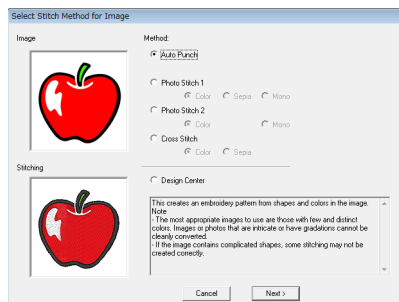 Select Stitch Method for Image
Image
Method:
Auto Punch
Photo Stitch 1
Color Sepia Mono
Photo Stitch 2
Color Mono
Cross Stitch
Color Sepia
Stitching
Design Center
This creates an embroidery pattern from shapes and colors in the image.
Note
- The most appropriate images to use are those with few and distinct
colors. Images or photos that are intricate or have gradations cannot be
cleanly converted.
- If the image contains complicated shapes, some stitching may not be
created correctly.
Cancel Next >